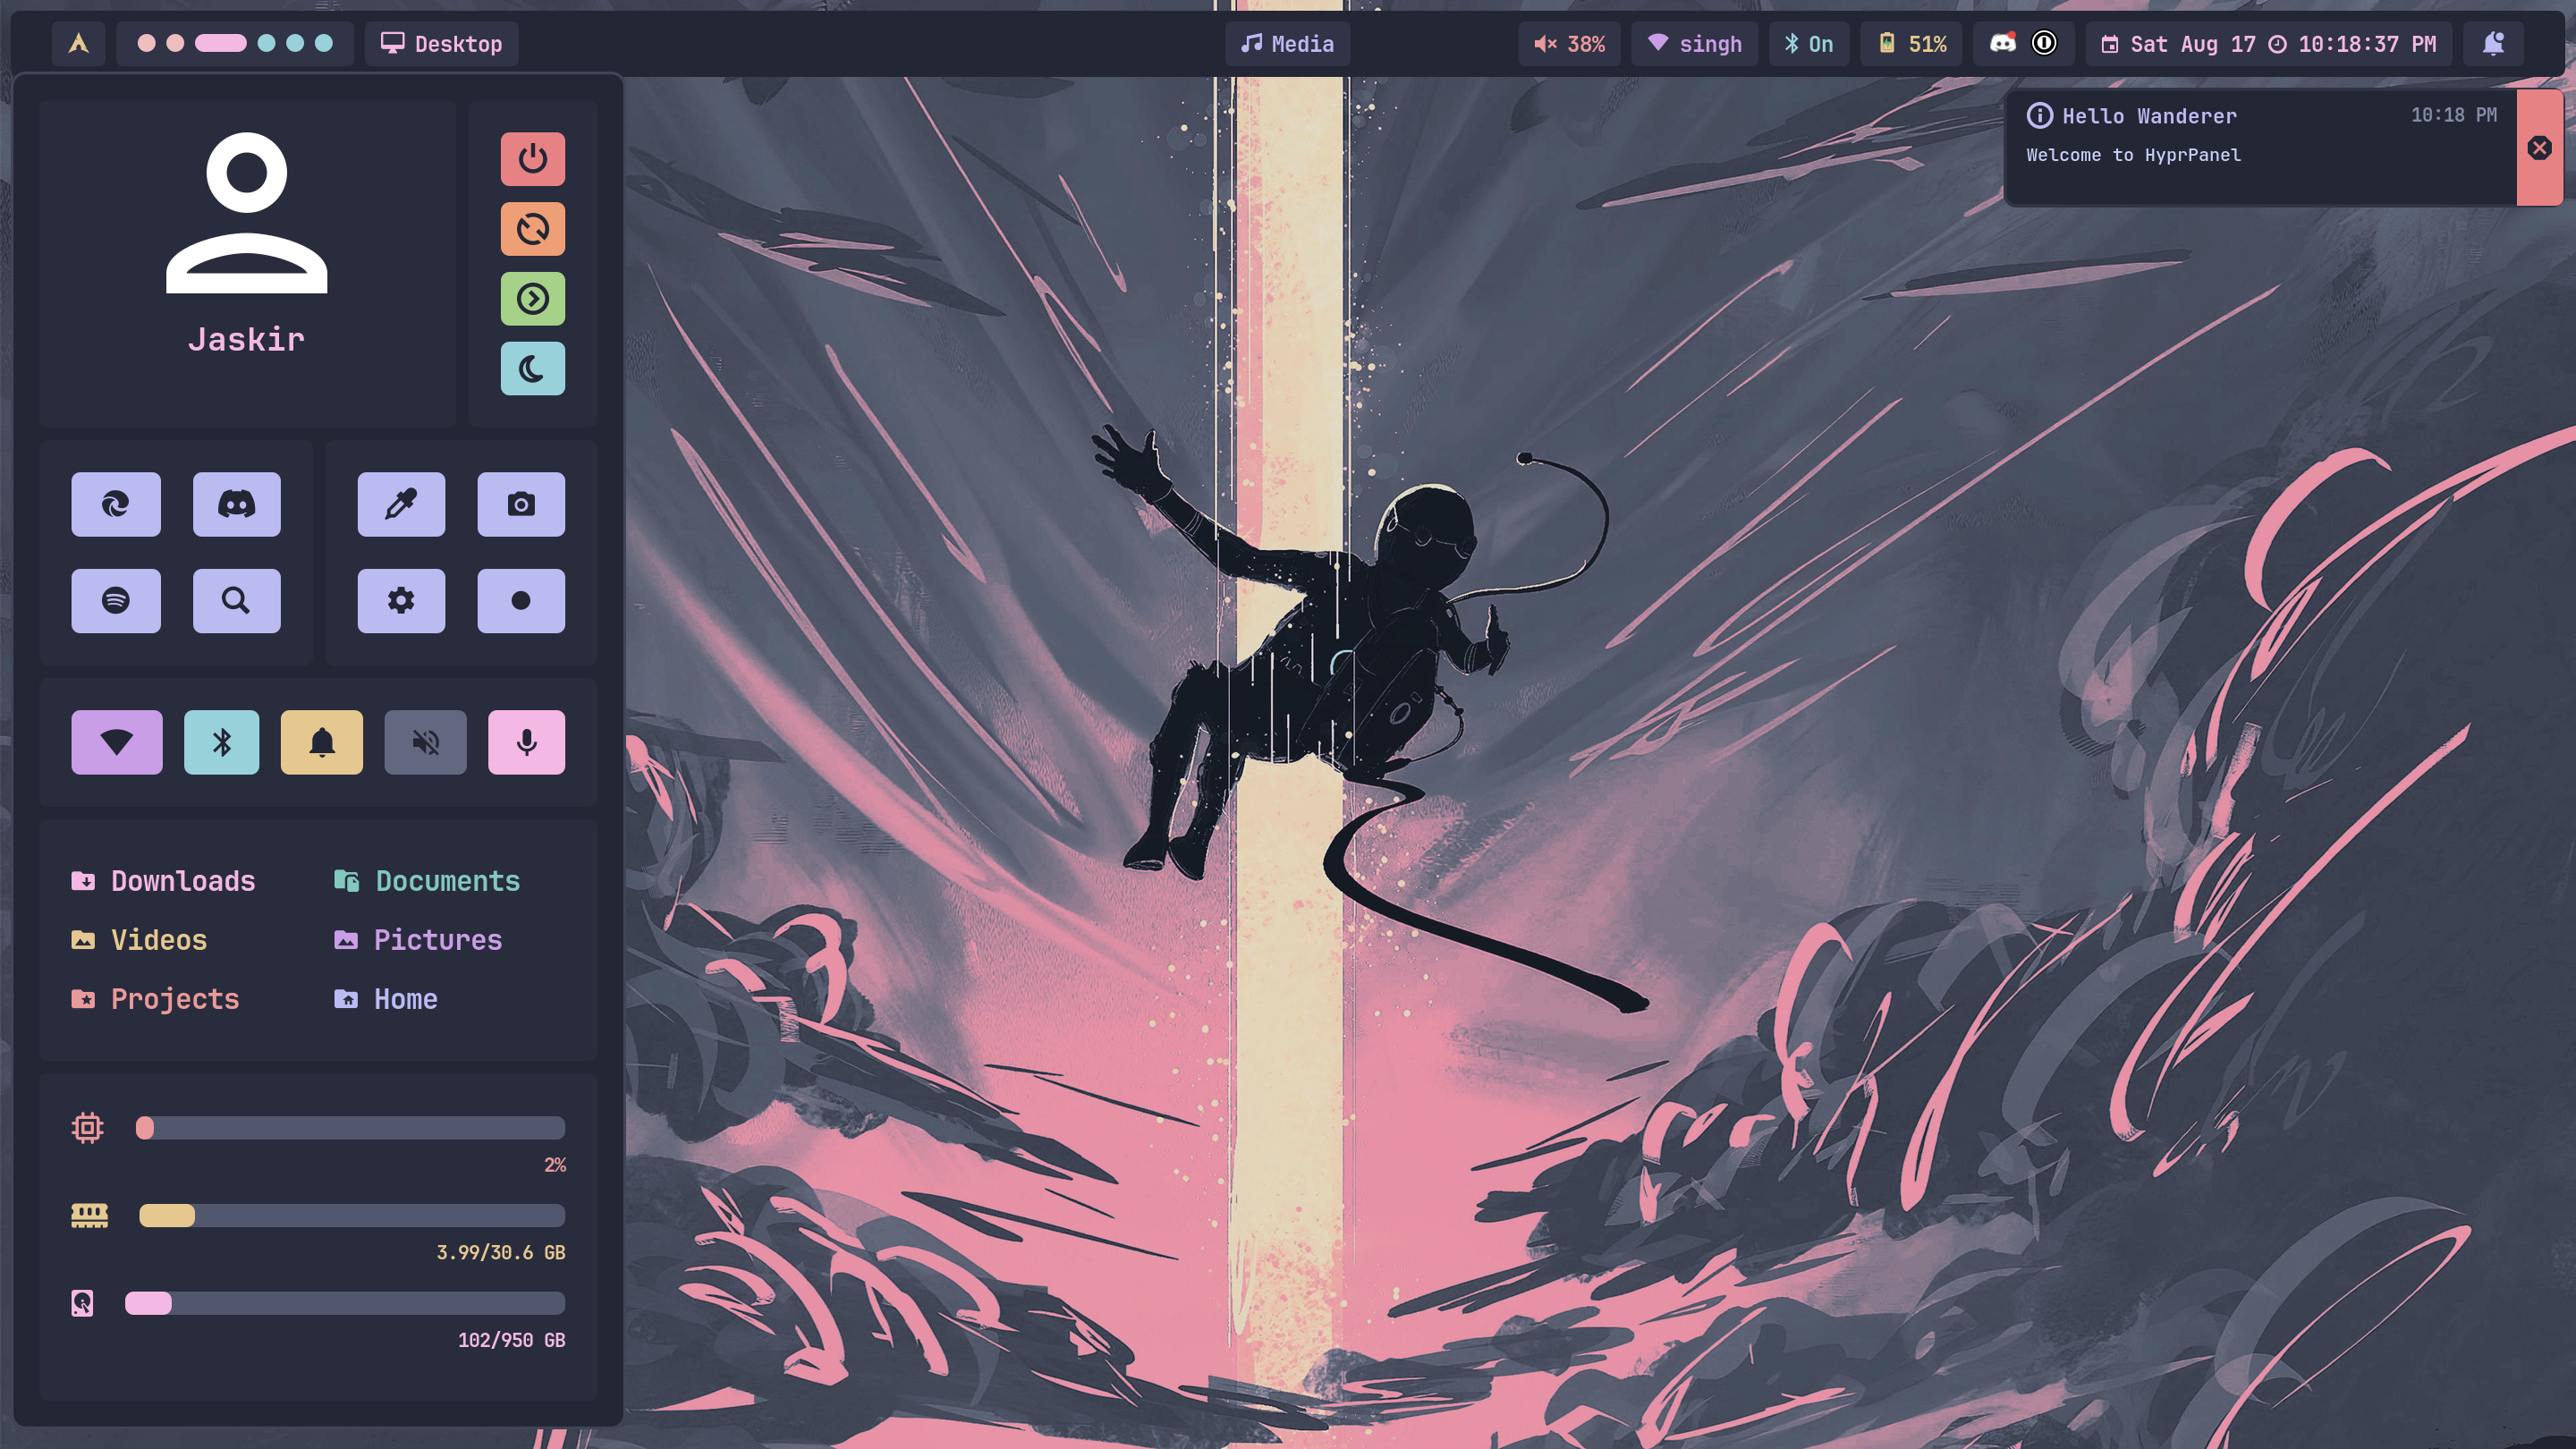 Desktop
Media
38%
singh
On
51%
Sat Aug 17 10:18:37 PM
Hello Wanderer
10:18 PM
Welcome to HyprPanel
Jaskir
Downloads
Documents
Videos
Pictures
Projects
Home
2%
3.99/30.6 GB
102/950 GB